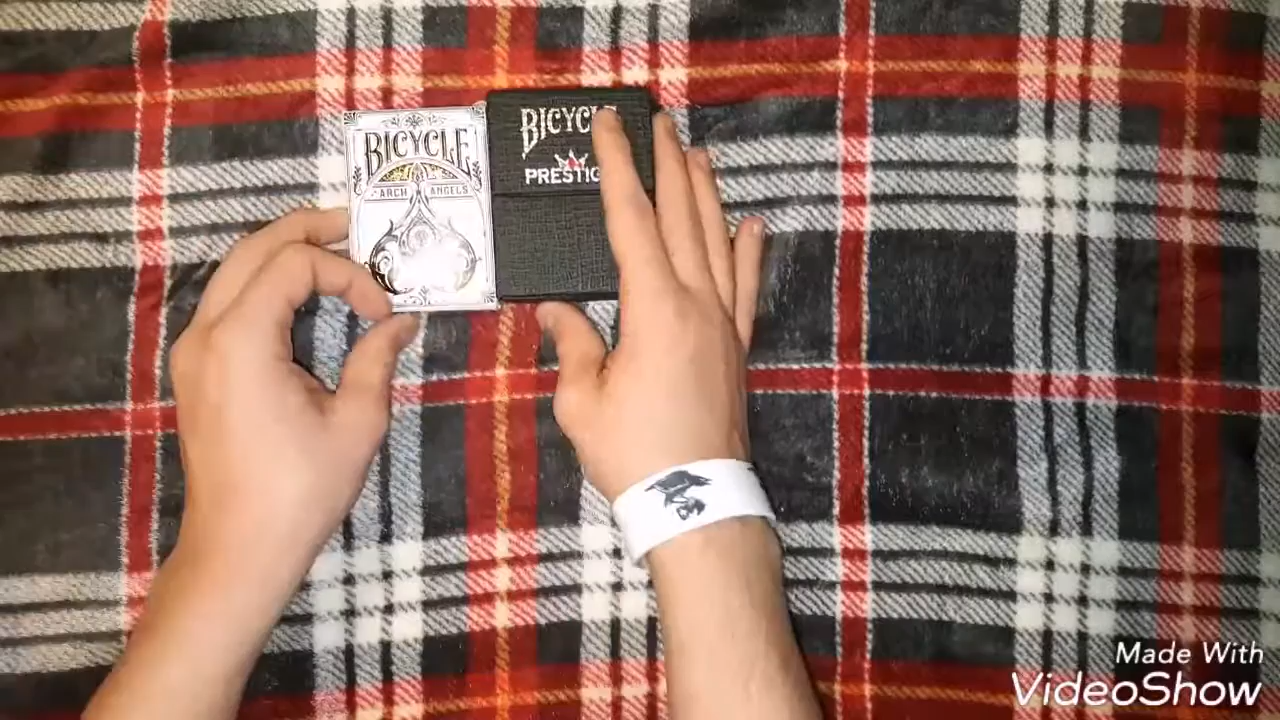 BICYCLE
ARCH ANGELS
BICYCLE
PRESTIG
Made With
VideoShow